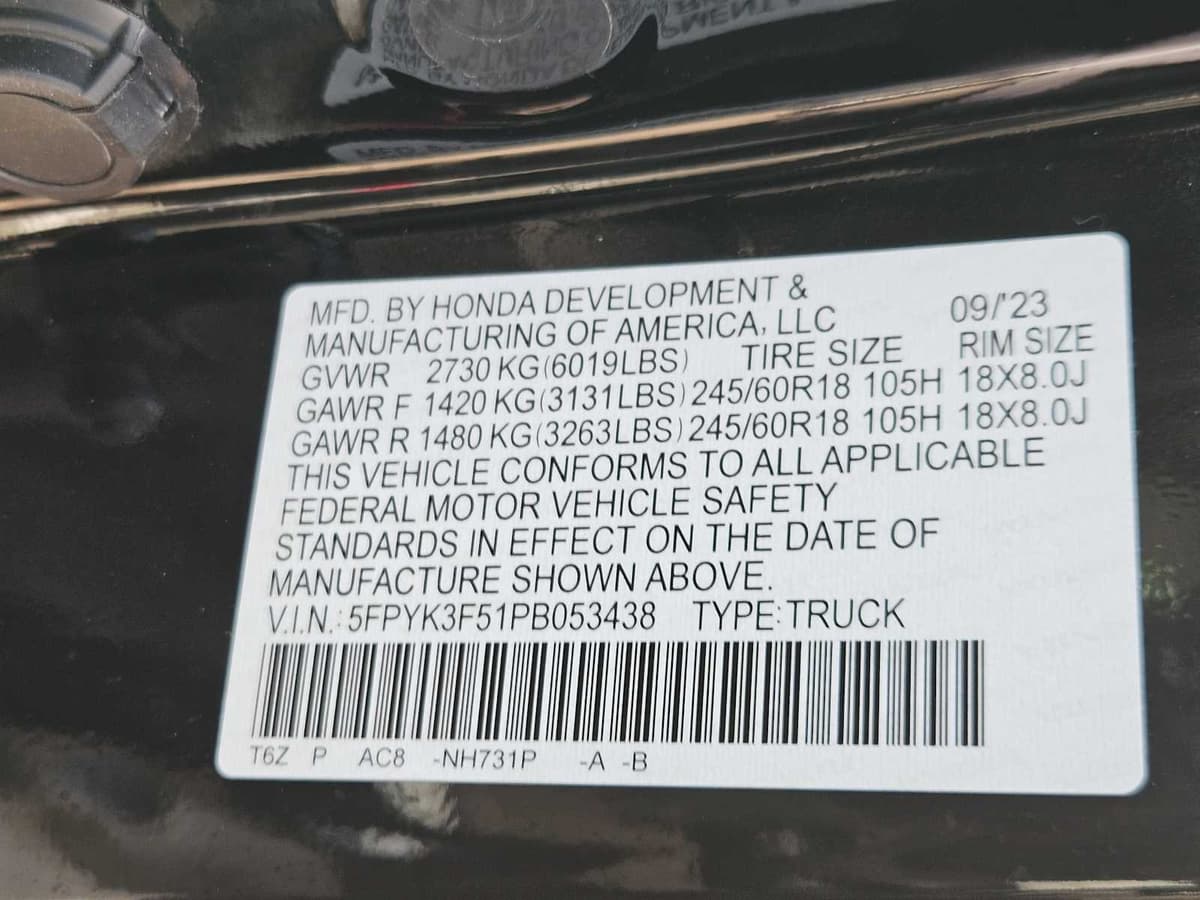 MFD. BY HONDA DEVELOPMENT &
MANUFACTURING OF AMERICA, LLC 09/'23
GVWR 2730 KG(6019LBS) TIRE SIZE RIM SIZE
GAWR F 1420 KG(3131LBS) 245/60R18 105H 18X8.0J
GAWR R 1480 KG(3263LBS) 245/60R18 105H 18X8.0J
THIS VEHICLE CONFORMS TO ALL APPLICABLE
FEDERAL MOTOR VEHICLE SAFETY
STANDARDS IN EFFECT ON THE DATE OF
MANUFACTURE SHOWN ABOVE.
V.I.N.: 5FPYK3F51PB053438 TYPE: TRUCK
T6Z P AC8 -NH731P -A -B